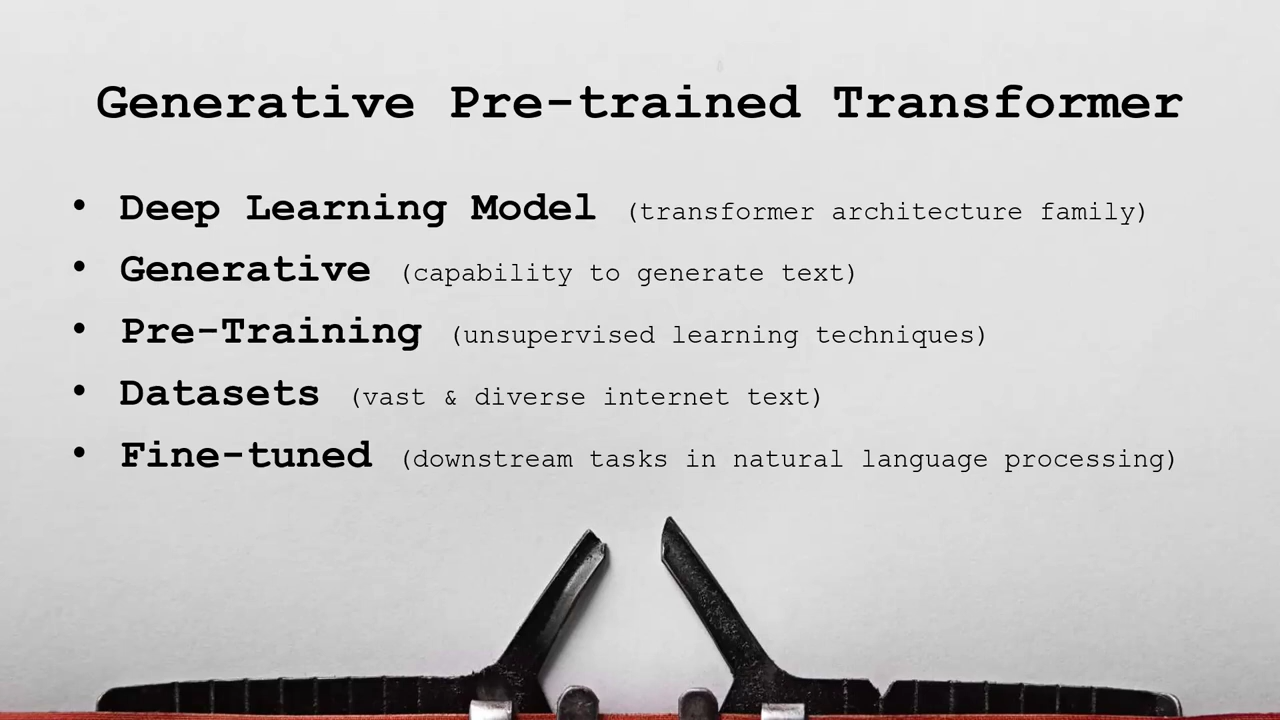 Generative Pre-trained Transformer
• Deep Learning Model (transformer architecture family)
• Generative (capability to generate text)
• Pre-Training (unsupervised learning techniques)
• Datasets (vast & diverse internet text)
• Fine-tuned (downstream tasks in natural language processing)